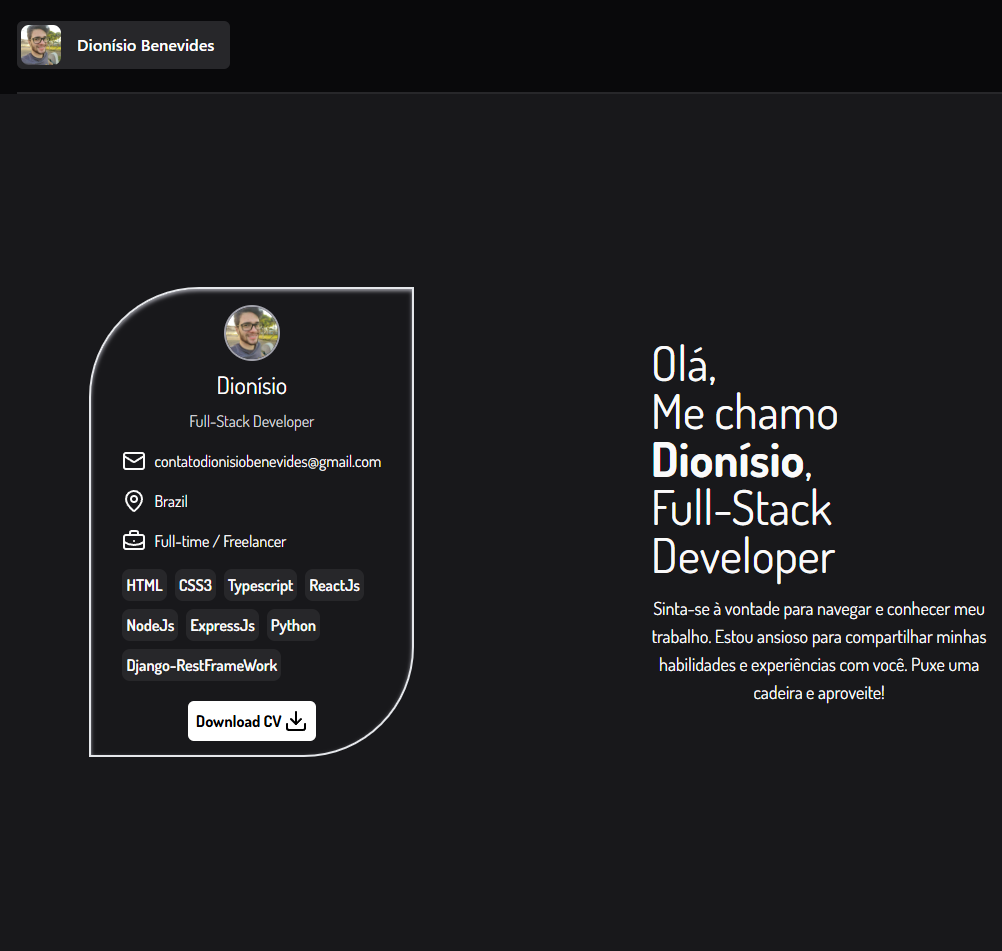 Dionísio Benevides
Dionísio
Full-Stack Developer
contatodionisiobenevides@gmail.com
Brazil
Full-time / Freelancer
HTML CSS3 Typescript ReactJs
NodeJs ExpressJs Python
Django-RestFrameWork
Download CV
Olá,
Me chamo
Dionísio,
Full-Stack
Developer
Sinta-se à vontade para navegar e conhecer meu
trabalho. Estou ansioso para compartilhar minhas
habilidades e experiências com você. Puxe uma
cadeira e aproveite!